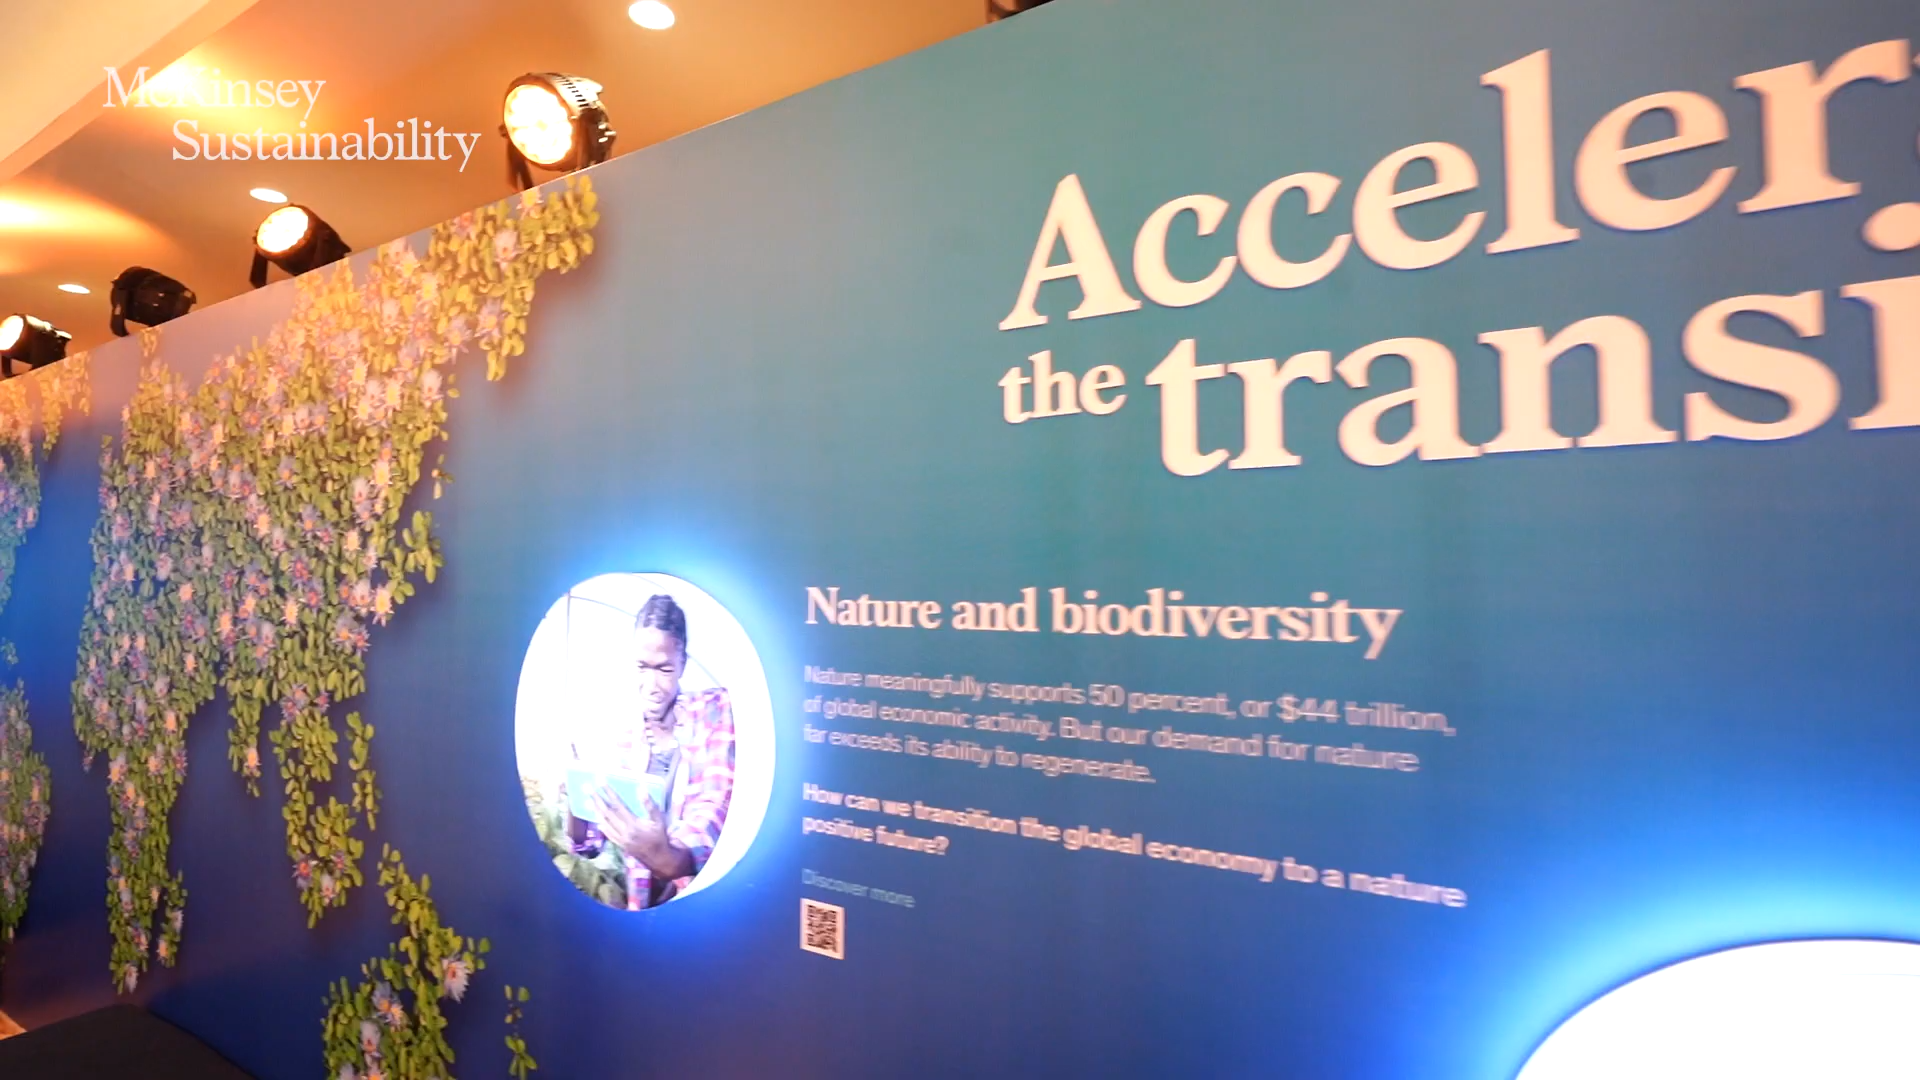 McKinsey
Sustainability
Acceler
the transi
Nature and biodiversity
Nature meaningfully supports 50 percent, or $44 trillion,
of global economic activity. But our demand for nature
far exceeds its ability to regenerate.
How can we transition the global economy to a nature
positive future?
Discover more